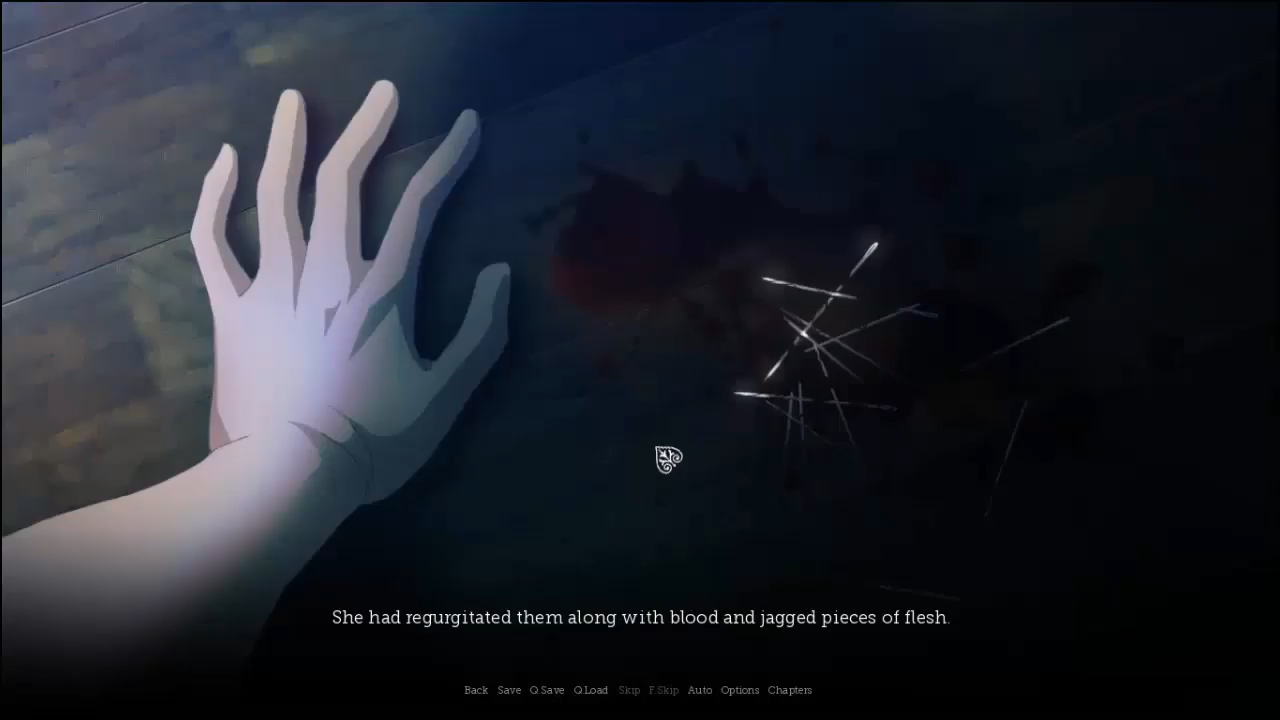 She had regurgitated them along with blood and jagged pieces of flesh.
Back Save Q.Save Q.Load Skip F.Skip Auto Options Chapters